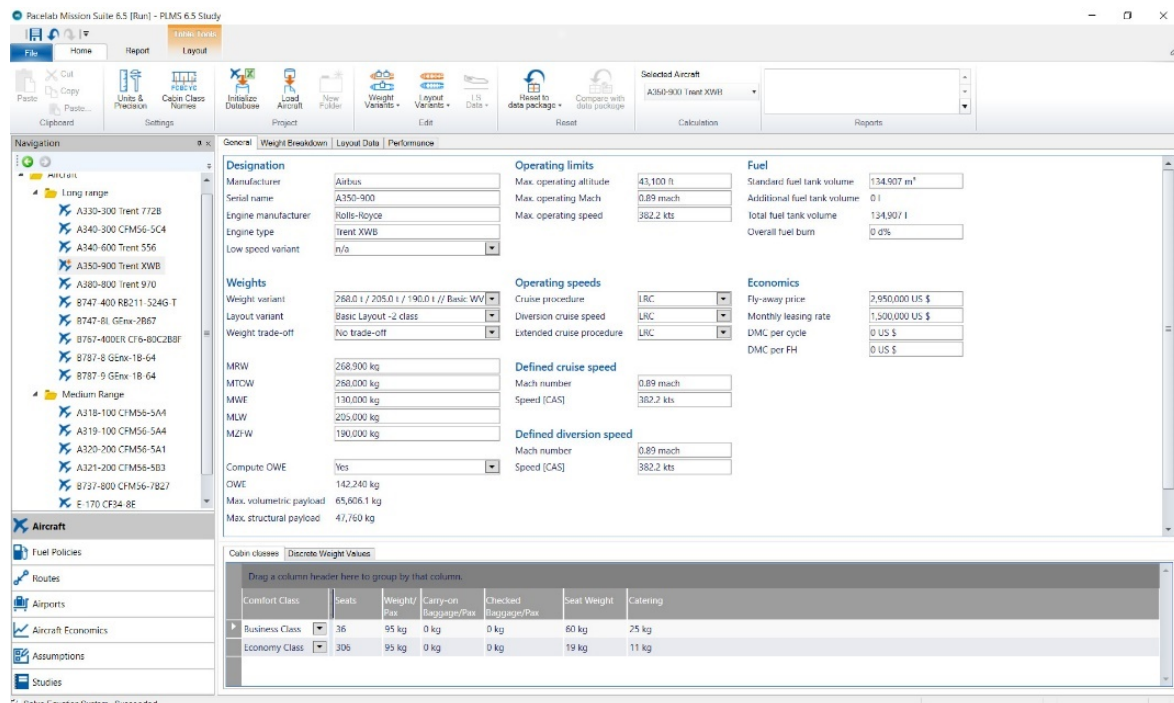 Pacelab Mission Suite 6.5 [Run] - PLMS 6.5 Study
File Home Report Layout
Paste
Cut
Copy
Paste...
Clipboard
Units & Precision
Cabin Class Names
Settings
Initialize Database
Load Aircraft
New Folder
Project
Weight Variants
Layout Variants
LS Data
Edit
Reset to data package
Compare with data package
Reset
Selected Aircraft
A350-900 Trent XWB
Calculation
Reports
Navigation
Aircraft
Long range
A330-300 Trent 772B
A340-300 CFM56-5C4
A340-600 Trent 556
A350-900 Trent XWB
A380-800 Trent 970
B747-400 RB211-524G-T
B747-8L GEnx-2B67
B767-400ER CF6-80C2B8F
B787-8 GEnx-1B-64
B787-9 GEnx-1B-64
Medium Range
A318-100 CFM56-5A4
A319-100 CFM56-5A4
A320-200 CFM56-5A1
A321-200 CFM56-5B3
B737-800 CFM56-7B27
E-170 CF34-8E
Aircraft
Fuel Policies
Routes
Airports
Aircraft Economics
Assumptions
Studies
General Weight Breakdown Layout Data Performance
Designation
Manufacturer Airbus
Serial name A350-900
Engine manufacturer Rolls-Royce
Engine type Trent XWB
Low speed variant n/a
Operating limits
Max. operating altitude 43,100 ft
Max. operating Mach 0.89 mach
Max. operating speed 382.2 kts
Fuel
Standard fuel tank volume 134.907 m³
Additional fuel tank volume 0 l
Total fuel tank volume 134,907 l
Overall fuel burn 0 d%
Weights
Weight variant 268.0 t / 205.0 t / 190.0 t // Basic WV
Layout variant Basic Layout -2 class
Weight trade-off No trade-off
MRW 268,900 kg
MTOW 268,000 kg
MWE 130,000 kg
MLW 205,000 kg
MZFW 190,000 kg
Compute OWE Yes
OWE 142,240 kg
Max. volumetric payload 65,606.1 kg
Max. structural payload 47,760 kg
Operating speeds
Cruise procedure LRC
Diversion cruise speed LRC
Extended cruise procedure LRC
Defined cruise speed
Mach number 0.89 mach
Speed [CAS] 382.2 kts
Defined diversion speed
Mach number 0.89 mach
Speed [CAS] 382.2 kts
Economics
Fly-away price 2,950,000 US $
Monthly leasing rate 1,500,000 US $
DMC per cycle 0 US $
DMC per FH 0 US $
Cabin classes Discrete Weight Values
Drag a column header here to group by that column.
Comfort Class Seats Weight/Pax Carry-on Baggage/Pax Checked Baggage/Pax Seat Weight Catering
Business Class 36 95 kg 0 kg 0 kg 60 kg 25 kg
Economy Class 306 95 kg 0 kg 0 kg 19 kg 11 kg